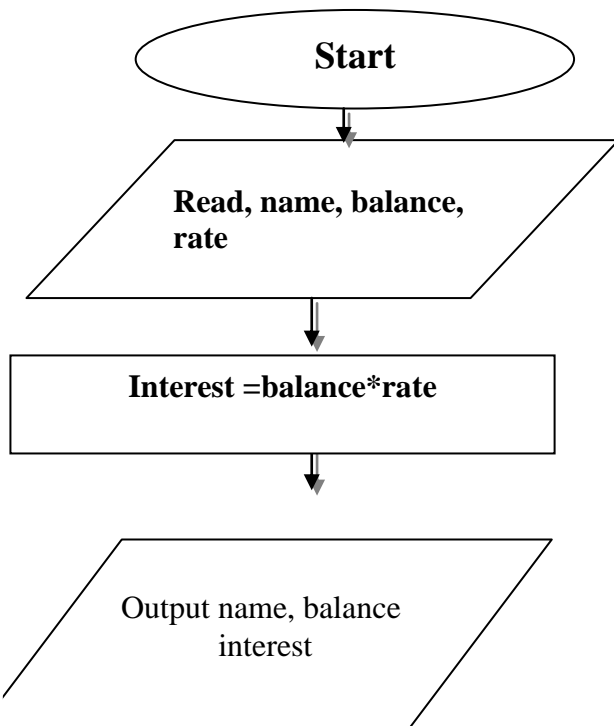 Start
Read, name, balance,
rate
Interest =balance*rate
Output name, balance
interest